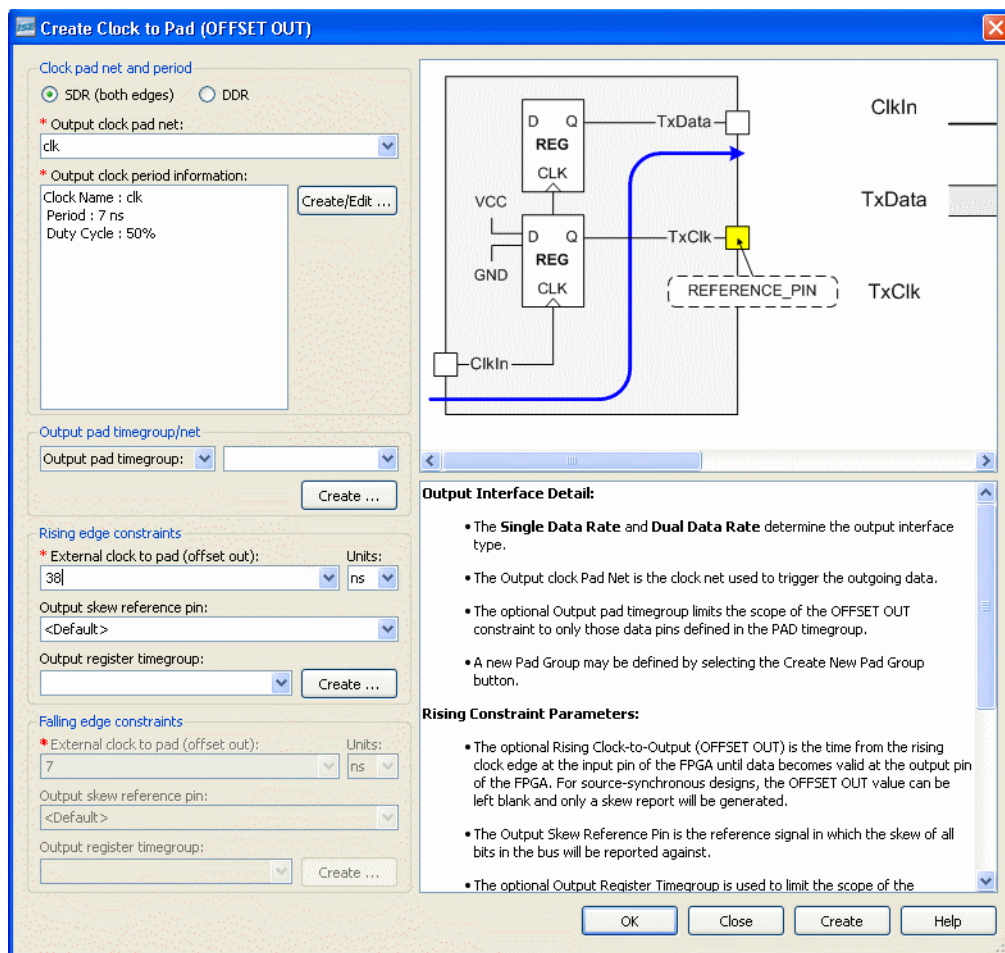 ISE Create Clock to Pad (OFFSET OUT)
Clock pad net and period
SDR (both edges) DDR
* Output clock pad net:
clk
* Output clock period information:
Clock Name : clk
Period : 7 ns
Duty Cycle : 50%
Create/Edit ...
Output pad timegroup/net
Output pad timegroup:
Create ...
Rising edge constraints
* External clock to pad (offset out): Units:
38 ns
Output skew reference pin:
<Default>
Output register timegroup:
Create ...
Falling edge constraints
* External clock to pad (offset out): Units:
7 ns
Output skew reference pin:
<Default>
Output register timegroup:
Create ...
D Q
REG
CLK
TxData
VCC
GND
D Q
REG
CLK
TxClk
REFERENCE_PIN
ClkIn
ClkIn
TxData
TxClk
Output Interface Detail:
• The Single Data Rate and Dual Data Rate determine the output interface
type.
• The Output clock Pad Net is the clock net used to trigger the outgoing data.
• The optional Output pad timegroup limits the scope of the OFFSET OUT
constraint to only those data pins defined in the PAD timegroup.
• A new Pad Group may be defined by selecting the Create New Pad Group
button.
Rising Constraint Parameters:
• The optional Rising Clock-to-Output (OFFSET OUT) is the time from the rising
clock edge at the input pin of the FPGA until data becomes valid at the output pin
of the FPGA. For source-synchronous designs, the OFFSET OUT value can be
left blank and only a skew report will be generated.
• The Output Skew Reference Pin is the reference signal in which the skew of all
bits in the bus will be reported against.
• The optional Output Register Timegroup is used to limit the scope of the
OK Close Create Help